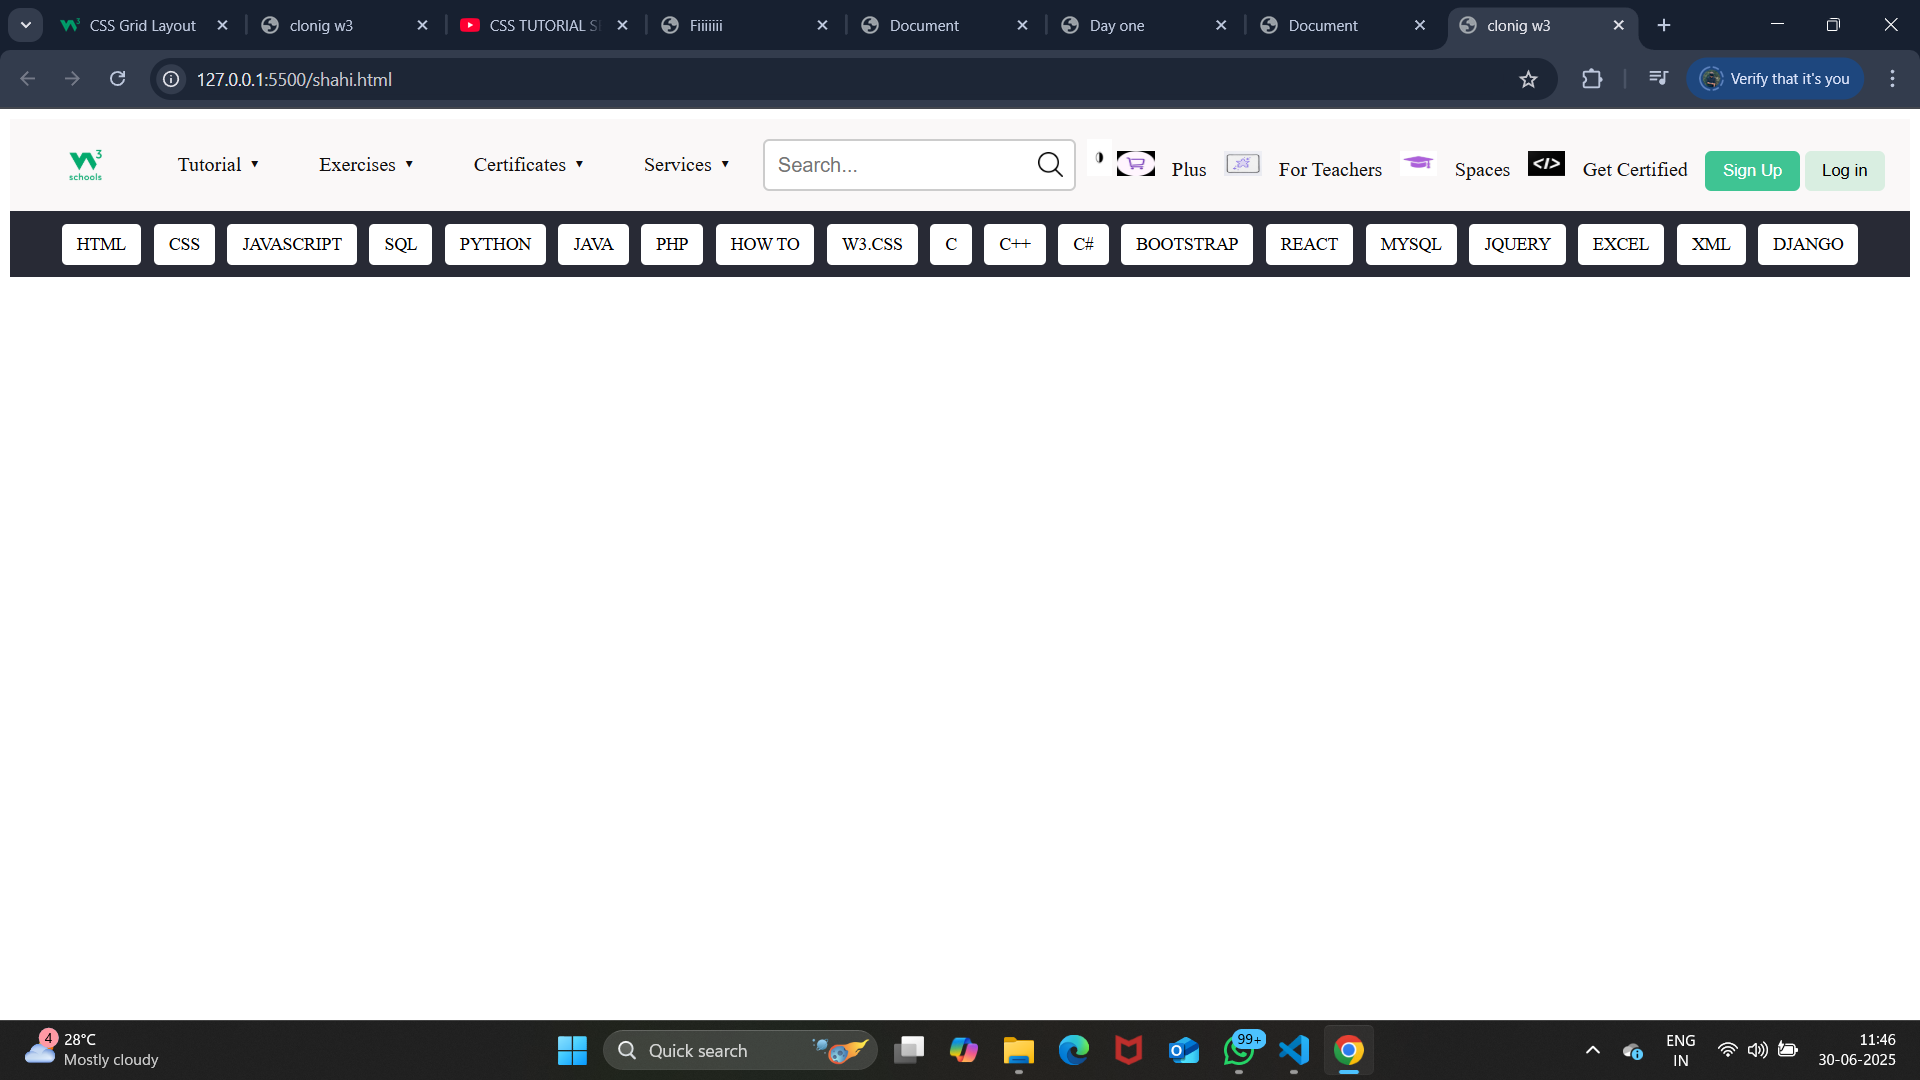 CSS Grid Layout
clonig w3
CSS TUTORIAL S
Fiiiiiii
Document
Day one
Document
clonig w3
127.0.0.1:5500/shahi.html
Verify that it's you
W3 schools
Tutorial ▼
Exercises ▼
Certificates ▼
Services ▼
Search...
Plus
For Teachers
</>
Spaces
Get Certified
Sign Up
Log in
HTML CSS JAVASCRIPT SQL PYTHON JAVA PHP HOW TO W3.CSS C C++ C# BOOTSTRAP REACT MYSQL JQUERY EXCEL XML DJANGO
4
28°C
Mostly cloudy
Quick search
99+
ENG
IN
11:46
30-06-2025